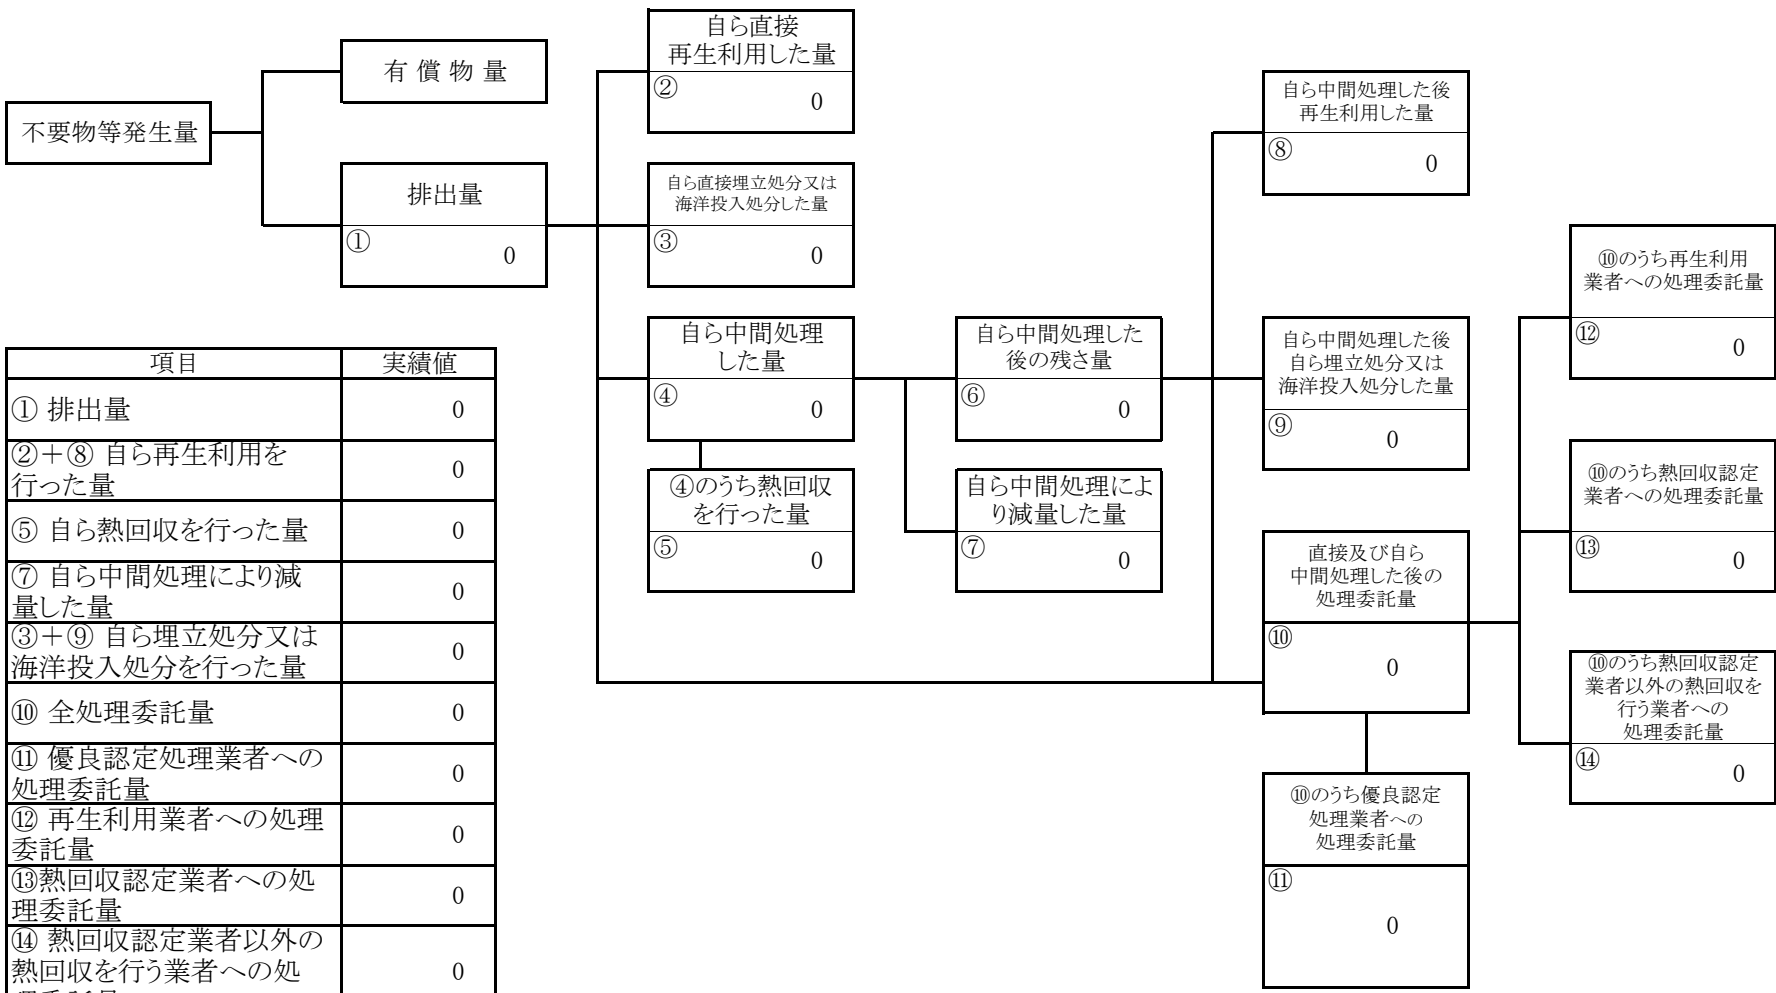 不要物等発生量
有 償 物 量
排出量
①
0
自ら直接
再生利用した量
②
0
自ら直接埋立処分又は
海洋投入処分した量
③
0
自ら中間処理
した量
④
0
④のうち熱回収
を行った量
⑤
0
自ら中間処理した
後の残さ量
⑥
0
自ら中間処理によ
り減量した量
⑦
0
自ら中間処理した後
再生利用した量
⑧
0
自ら中間処理した後
自ら埋立処分又は
海洋投入処分した量
⑨
0
直接及び自ら
中間処理した後の
処理委託量
⑩
0
⑩のうち優良認定
処理業者への
処理委託量
⑪
0
⑩のうち再生利用
業者への処理委託量
⑫
0
⑩のうち熱回収認定
業者への処理委託量
⑬
0
⑩のうち熱回収認定
業者以外の熱回収を
行う業者への
処理委託量
⑭
0
項目 実績値
① 排出量 0
②＋⑧ 自ら再生利用を
行った量
0
⑤ 自ら熱回収を行った量 0
⑦ 自ら中間処理により減
量した量
0
③＋⑨ 自ら埋立処分又は
海洋投入処分を行った量
0
⑩ 全処理委託量 0
⑪ 優良認定処理業者への
処理委託量
0
⑫ 再生利用業者への処理
委託量
0
⑬熱回収認定業者への処
理委託量
0
⑭ 熱回収認定業者以外の
熱回収を行う業者への処
0